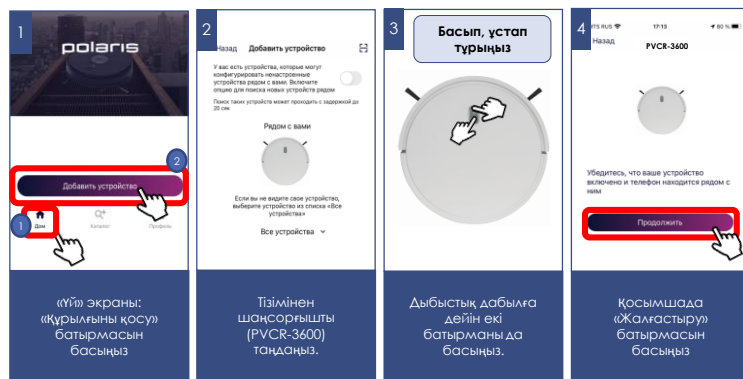 1
polaris
2
Добавить устройство
1
Дом
Каталог
Профиль
«Үй» экраны:
«Құрылғыны қосу»
батырмасын
басыңыз
2
Назад Добавить устройство
У вас есть устройства, которые могут
конфигурировать ненастроенные
устройства рядом с вами. Включите
опцию для поиска новых устройств рядом
Поиск таких устройств может проходить с задержкой до
20 сек
Рядом с вами
Если вы не видите свое устройство,
выберите устройство из списка «Все
устройства»
Все устройства
Тізімінен
шаңсорғышты
(PVCR-3600)
таңдаңыз.
3
Басып, ұстап
тұрыңыз
Дыбыстық дабылға
дейін екі
батырманы да
басыңыз.
4
MTS RUS 17:13 80 %
Назад
PVCR-3600
Убедитесь, что ваше устройство
включено и телефон находится рядом с
ним
Продолжить
Қосымшада
«Жалғастыру»
батырмасын
басыңыз